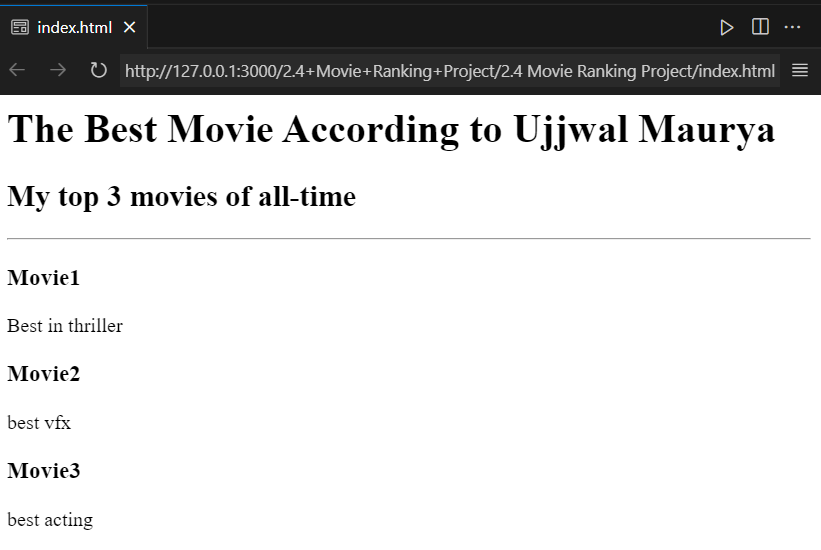 index.html
http://127.0.0.1:3000/2.4+Movie+Ranking+Project/2.4 Movie Ranking Project/index.html
The Best Movie According to Ujjwal Maurya
My top 3 movies of all-time
Movie1
Best in thriller
Movie2
best vfx
Movie3
best acting